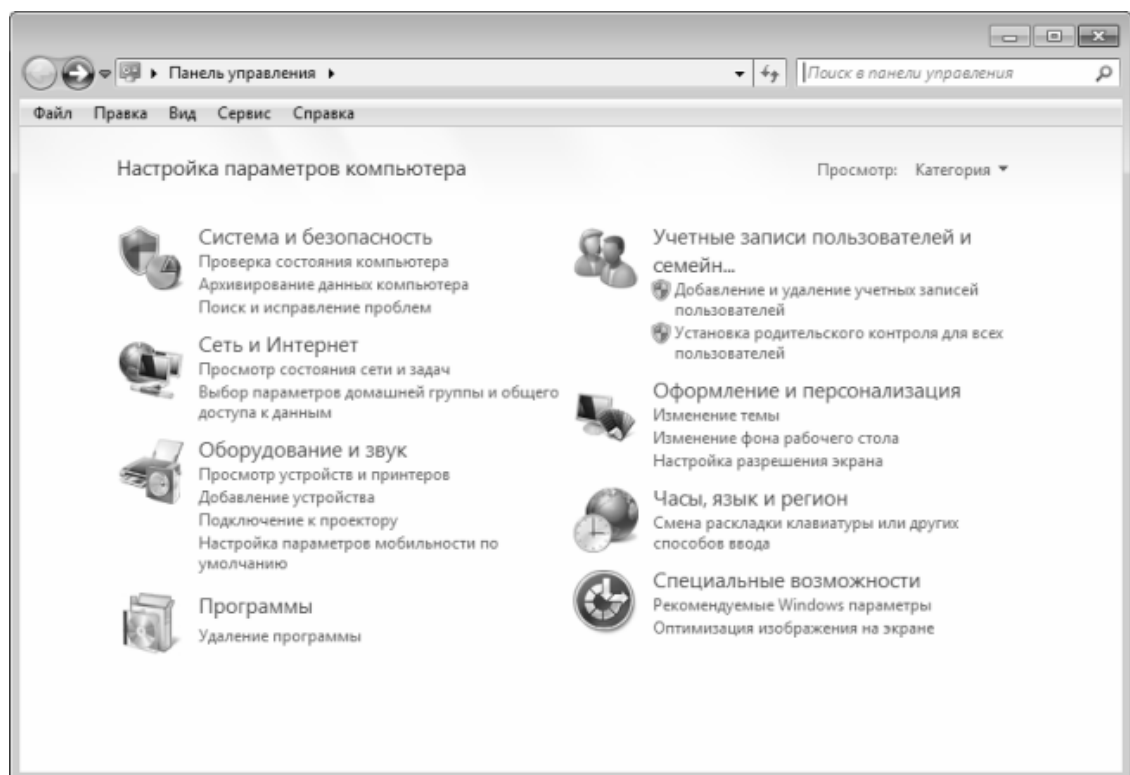 Панель управления
Поиск в панели управления
Файл Правка Вид Сервис Справка
Настройка параметров компьютера
Просмотр: Категория
Система и безопасность
Проверка состояния компьютера
Архивирование данных компьютера
Поиск и исправление проблем
Сеть и Интернет
Просмотр состояния сети и задач
Выбор параметров домашней группы и общего
доступа к данным
Оборудование и звук
Просмотр устройств и принтеров
Добавление устройства
Подключение к проектору
Настройка параметров мобильности по
умолчанию
Программы
Удаление программы
Учетные записи пользователей и
семейн...
Добавление и удаление учетных записей
пользователей
Установка родительского контроля для всех
пользователей
Оформление и персонализация
Изменение темы
Изменение фона рабочего стола
Настройка разрешения экрана
Часы, язык и регион
Смена раскладки клавиатуры или других
способов ввода
Специальные возможности
Рекомендуемые Windows параметры
Оптимизация изображения на экране